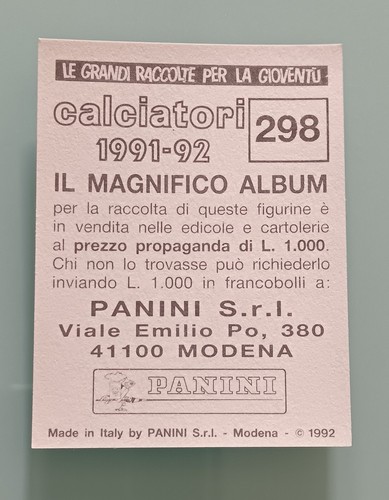 LE GRANDI RACCOLTE PER LA GIOVENTÙ
calciatori
1991-92
298
IL MAGNIFICO ALBUM
per la raccolta di queste figurine è
in vendita nelle edicole e cartolerie
al prezzo propaganda di L. 1.000.
Chi non lo trovasse può richiederlo
inviando L. 1.000 in francobolli a:
PANINI S.r.l.
Viale Emilio Po, 380
41100 MODENA
PANINI
Made in Italy by PANINI S.r.l. - Modena - © 1992